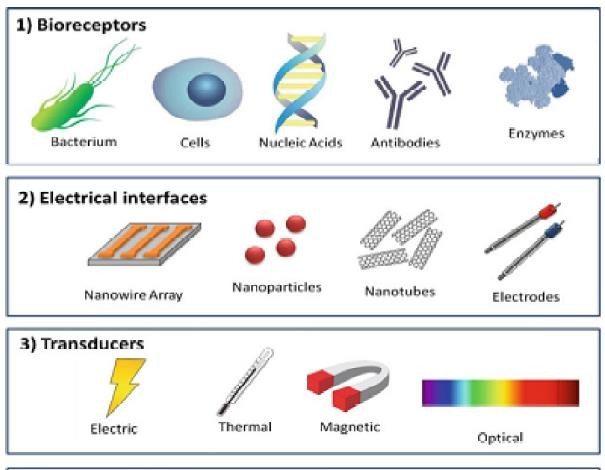 1) Bioreceptors
Bacterium
Cells
Nucleic Acids
Antibodies
Enzymes
2) Electrical interfaces
Nanowire Array
Nanoparticles
Nanotubes
Electrodes
3) Transducers
Electric
Thermal
Magnetic
Optical